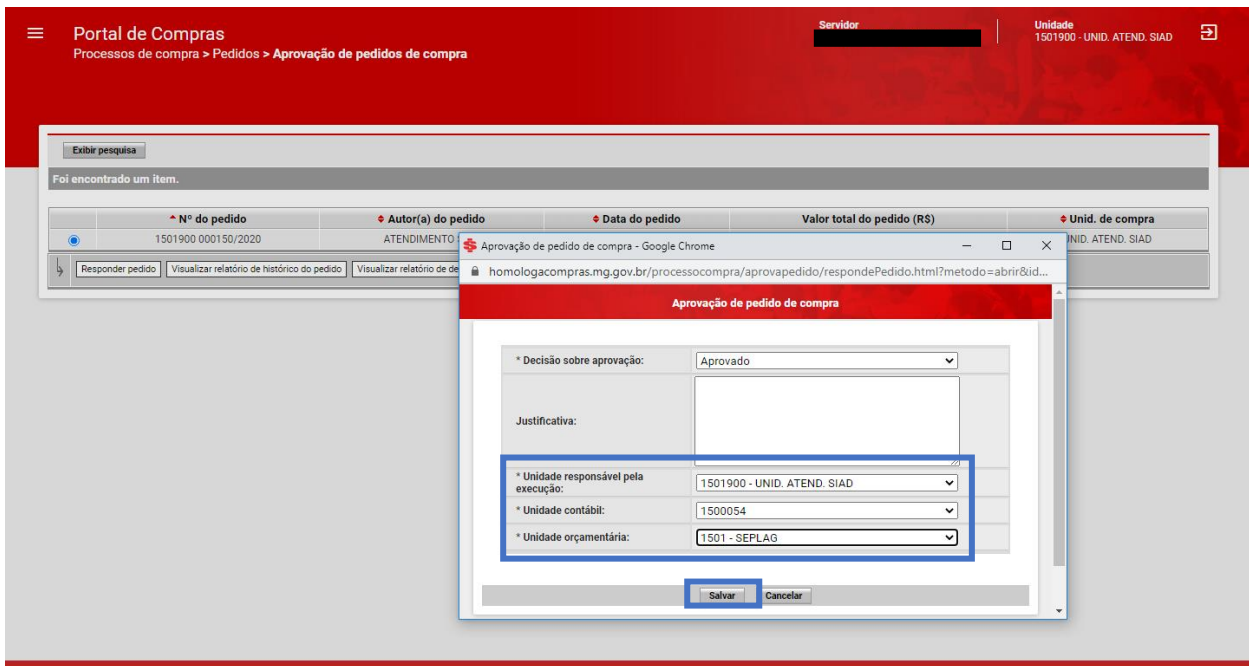 Portal de Compras
Processos de compra > Pedidos > Aprovação de pedidos de compra
Servidor
Unidade
1501900 - UNID. ATEND. SIAD
Exibir pesquisa
Foi encontrado um item.
Nº do pedido Autor(a) do pedido Data do pedido Valor total do pedido (R$) Unid. de compra
1501900 000150/2020 ATENDIMENTO UNID. ATEND. SIAD
Responder pedido Visualizar relatório de histórico do pedido Visualizar relatório de de
Aprovação de pedido de compra - Google Chrome
homologacompras.mg.gov.br/processocompra/aprovapedido/respondePedido.html?metodo=abrir&id...
Aprovação de pedido de compra
* Decisão sobre aprovação: Aprovado
Justificativa:
* Unidade responsável pela
execução:
1501900 - UNID. ATEND. SIAD
* Unidade contábil: 1500054
* Unidade orçamentária: 1501 - SEPLAG
Salvar Cancelar